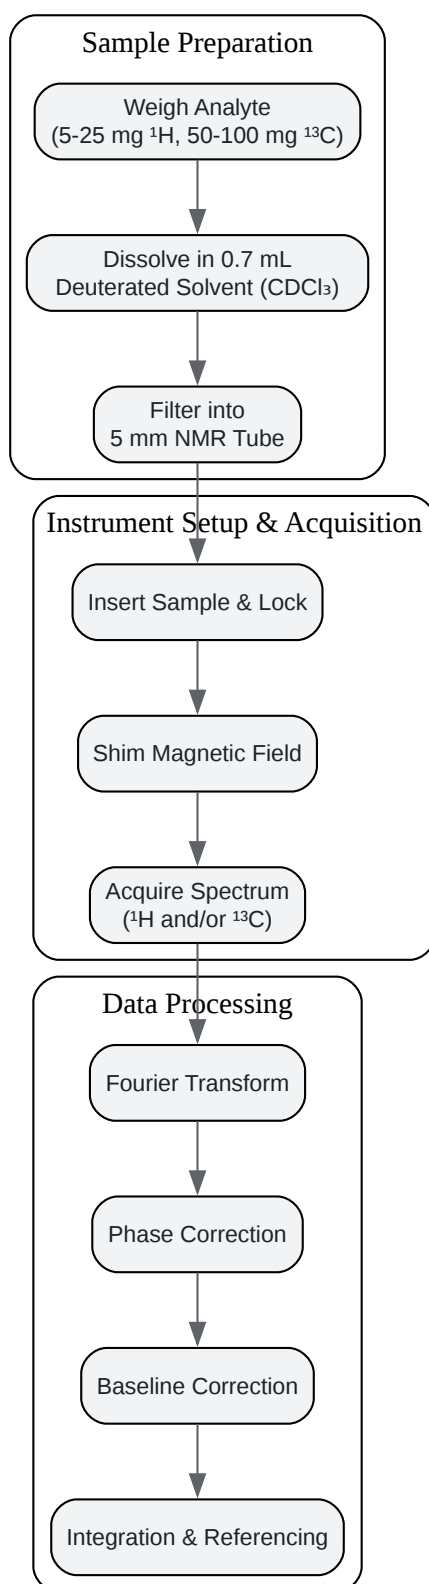 Sample Preparation
Weigh Analyte
(5-25 mg ¹H, 50-100 mg ¹³C)
Dissolve in 0.7 mL
Deuterated Solvent (CDCl₃)
Filter into
5 mm NMR Tube
Instrument Setup & Acquisition
Insert Sample & Lock
Shim Magnetic Field
Acquire Spectrum
(¹H and/or ¹³C)
Data Processing
Fourier Transform
Phase Correction
Baseline Correction
Integration & Referencing